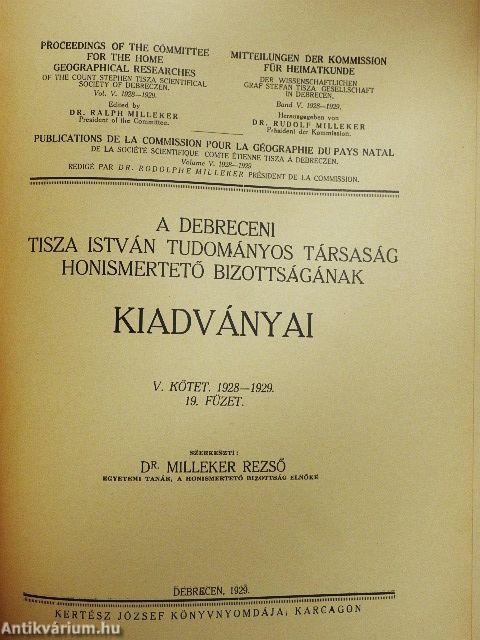 PROCEEDINGS OF THE COMMITTEE
FOR THE HOME
GEOGRAPHICAL RESEARCHES
OF THE COUNT STEPHEN TISZA SCIENTIFICAL
SOCIETY OF DEBRECZEN.
Vol. V. 1928—1929.
Edited by
DR. RALPH MILLEKER
President of the Committee.
MITTEILUNGEN DER KOMMISSION
FÜR HEIMATKUNDE
DER WISSENSCHAFTLICHEN
GRAF STEFAN TISZA GESELLSCHAFT
IN DEBRECEN.
Band V. 1928—1929.
Herausgegeben von
DR. RUDOLF MILLEKER
Präsident der Kommission.
PUBLICATIONS DE LA COMMISSION POUR LA GÉOGRAPHIE DU PAYS NATAL
DE LA SOCIÉTÉ SCIENTIFIQUE COMTE ÉTIENNE TISZA À DEBRECZEN.
Volume V. 1928—1929
REDIGÉ PAR DR. RODOLPHE MILLEKER PRÉSIDENT DE LA COMMISSION.
A DEBRECENI
TISZA ISTVÁN TUDOMÁNYOS TÁRSASÁG
HONISMERTETŐ BIZOTTSÁGÁNAK
KIADVÁNYAI
V. KÖTET. 1928—1929.
19. FÜZET.
SZERKESZTI:
DR. MILLEKER REZSŐ
EGYETEMI TANÁR, A HONISMERTETŐ BIZOTTSÁG ELNÖKE
DEBRECEN, 1929.
KERTÉSZ JÓZSEF KÖNYVNYOMDÁJA, KARCAGON
Antikvárium.hu